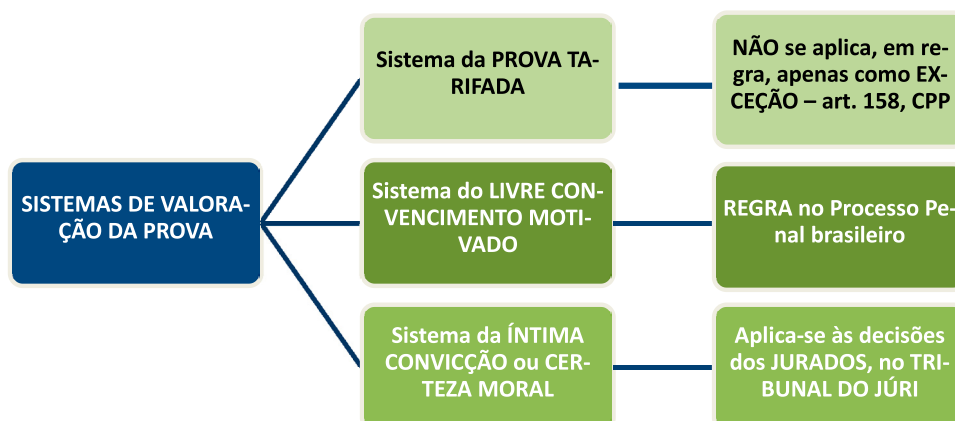 SISTEMAS DE VALORA-
ÇÃO DA PROVA
Sistema da PROVA TA-
RIFADA
NÃO se aplica, em re-
gra, apenas como EX-
CEÇÃO – art. 158, CPP
Sistema do LIVRE CON-
VENCIMENTO MOTI-
VADO
REGRA no Processo Pe-
nal brasileiro
Sistema da ÍNTIMA
CONVICÇÃO ou CER-
TEZA MORAL
Aplica-se às decisões
dos JURADOS, no TRI-
BUNAL DO JÚRI